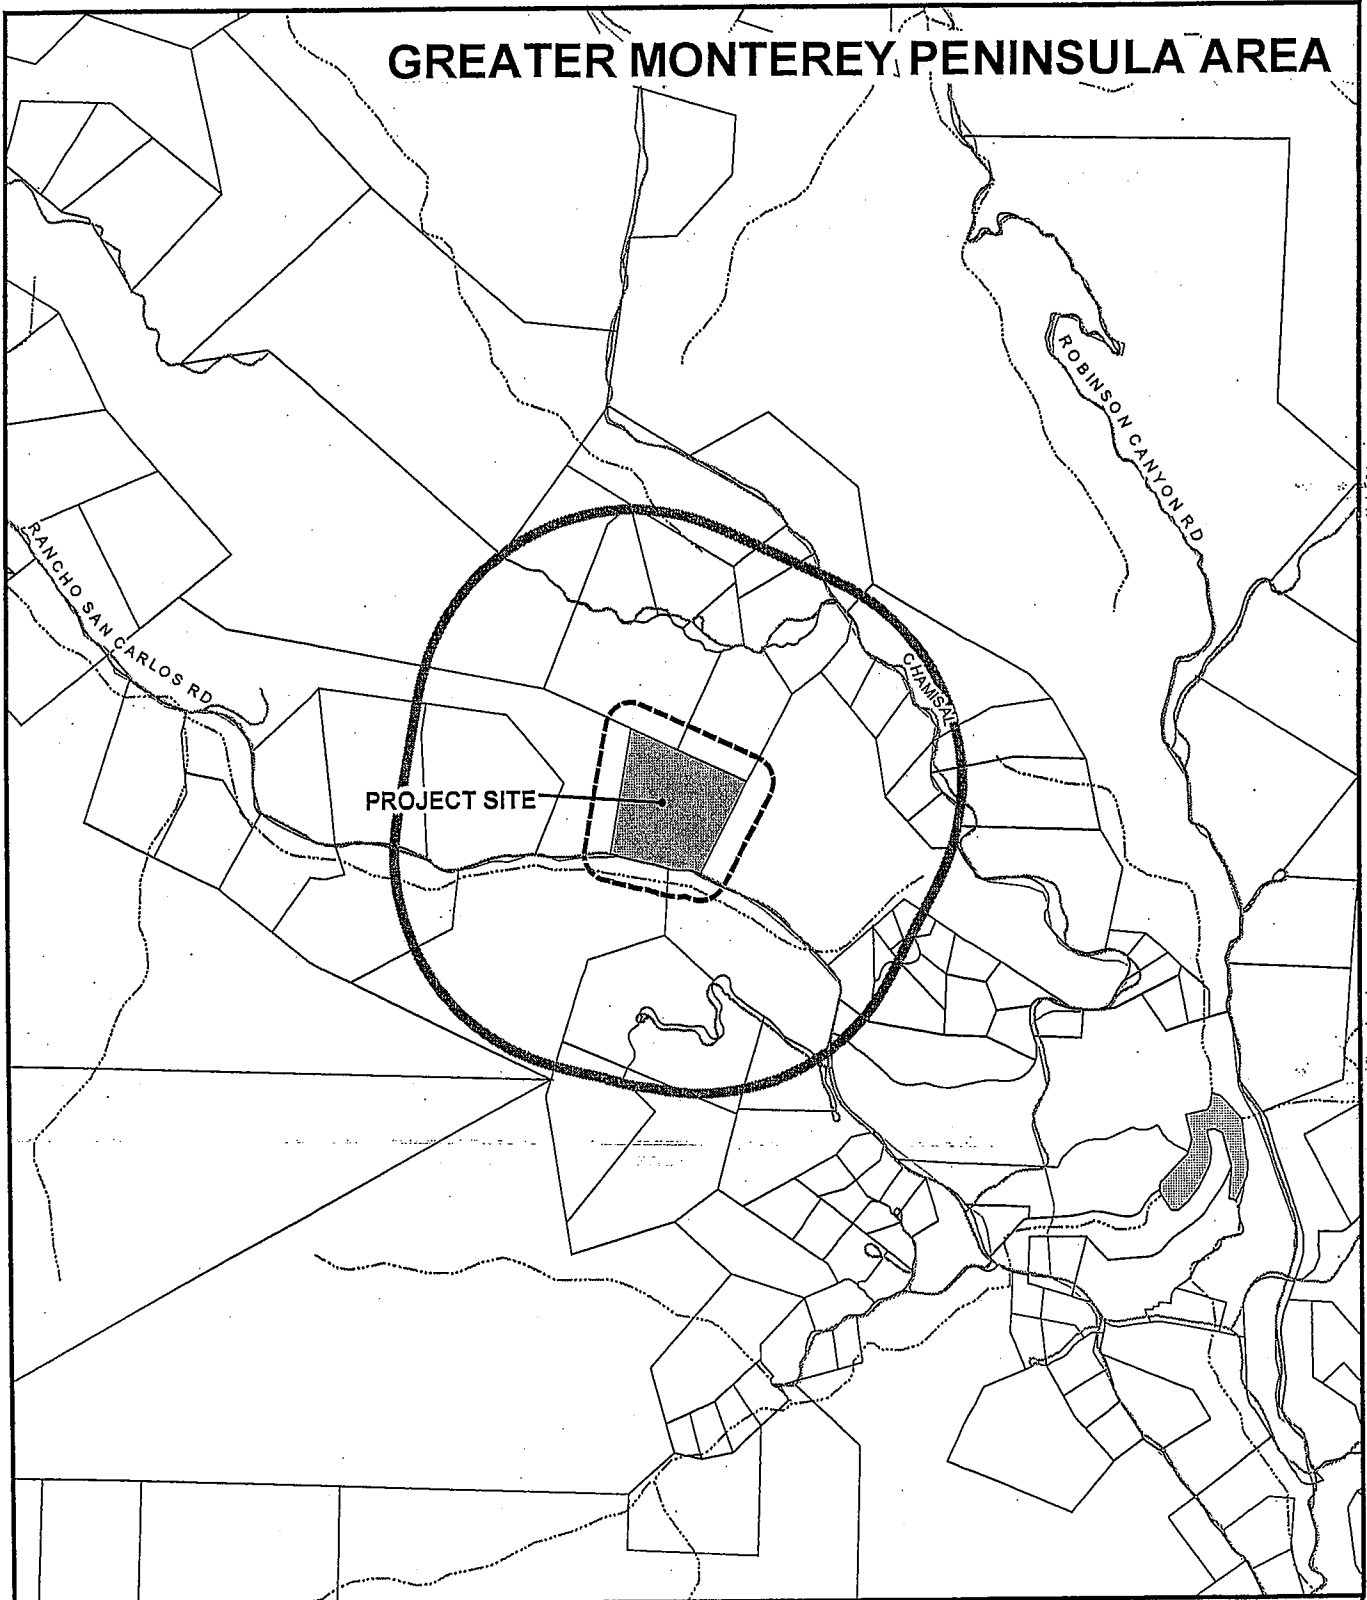 GREATER MONTEREY PENINSULA AREA
ROBINSON CANYON RD
RANCHO SAN CARLOS RD
CHAMISAL
PROJECT SITE